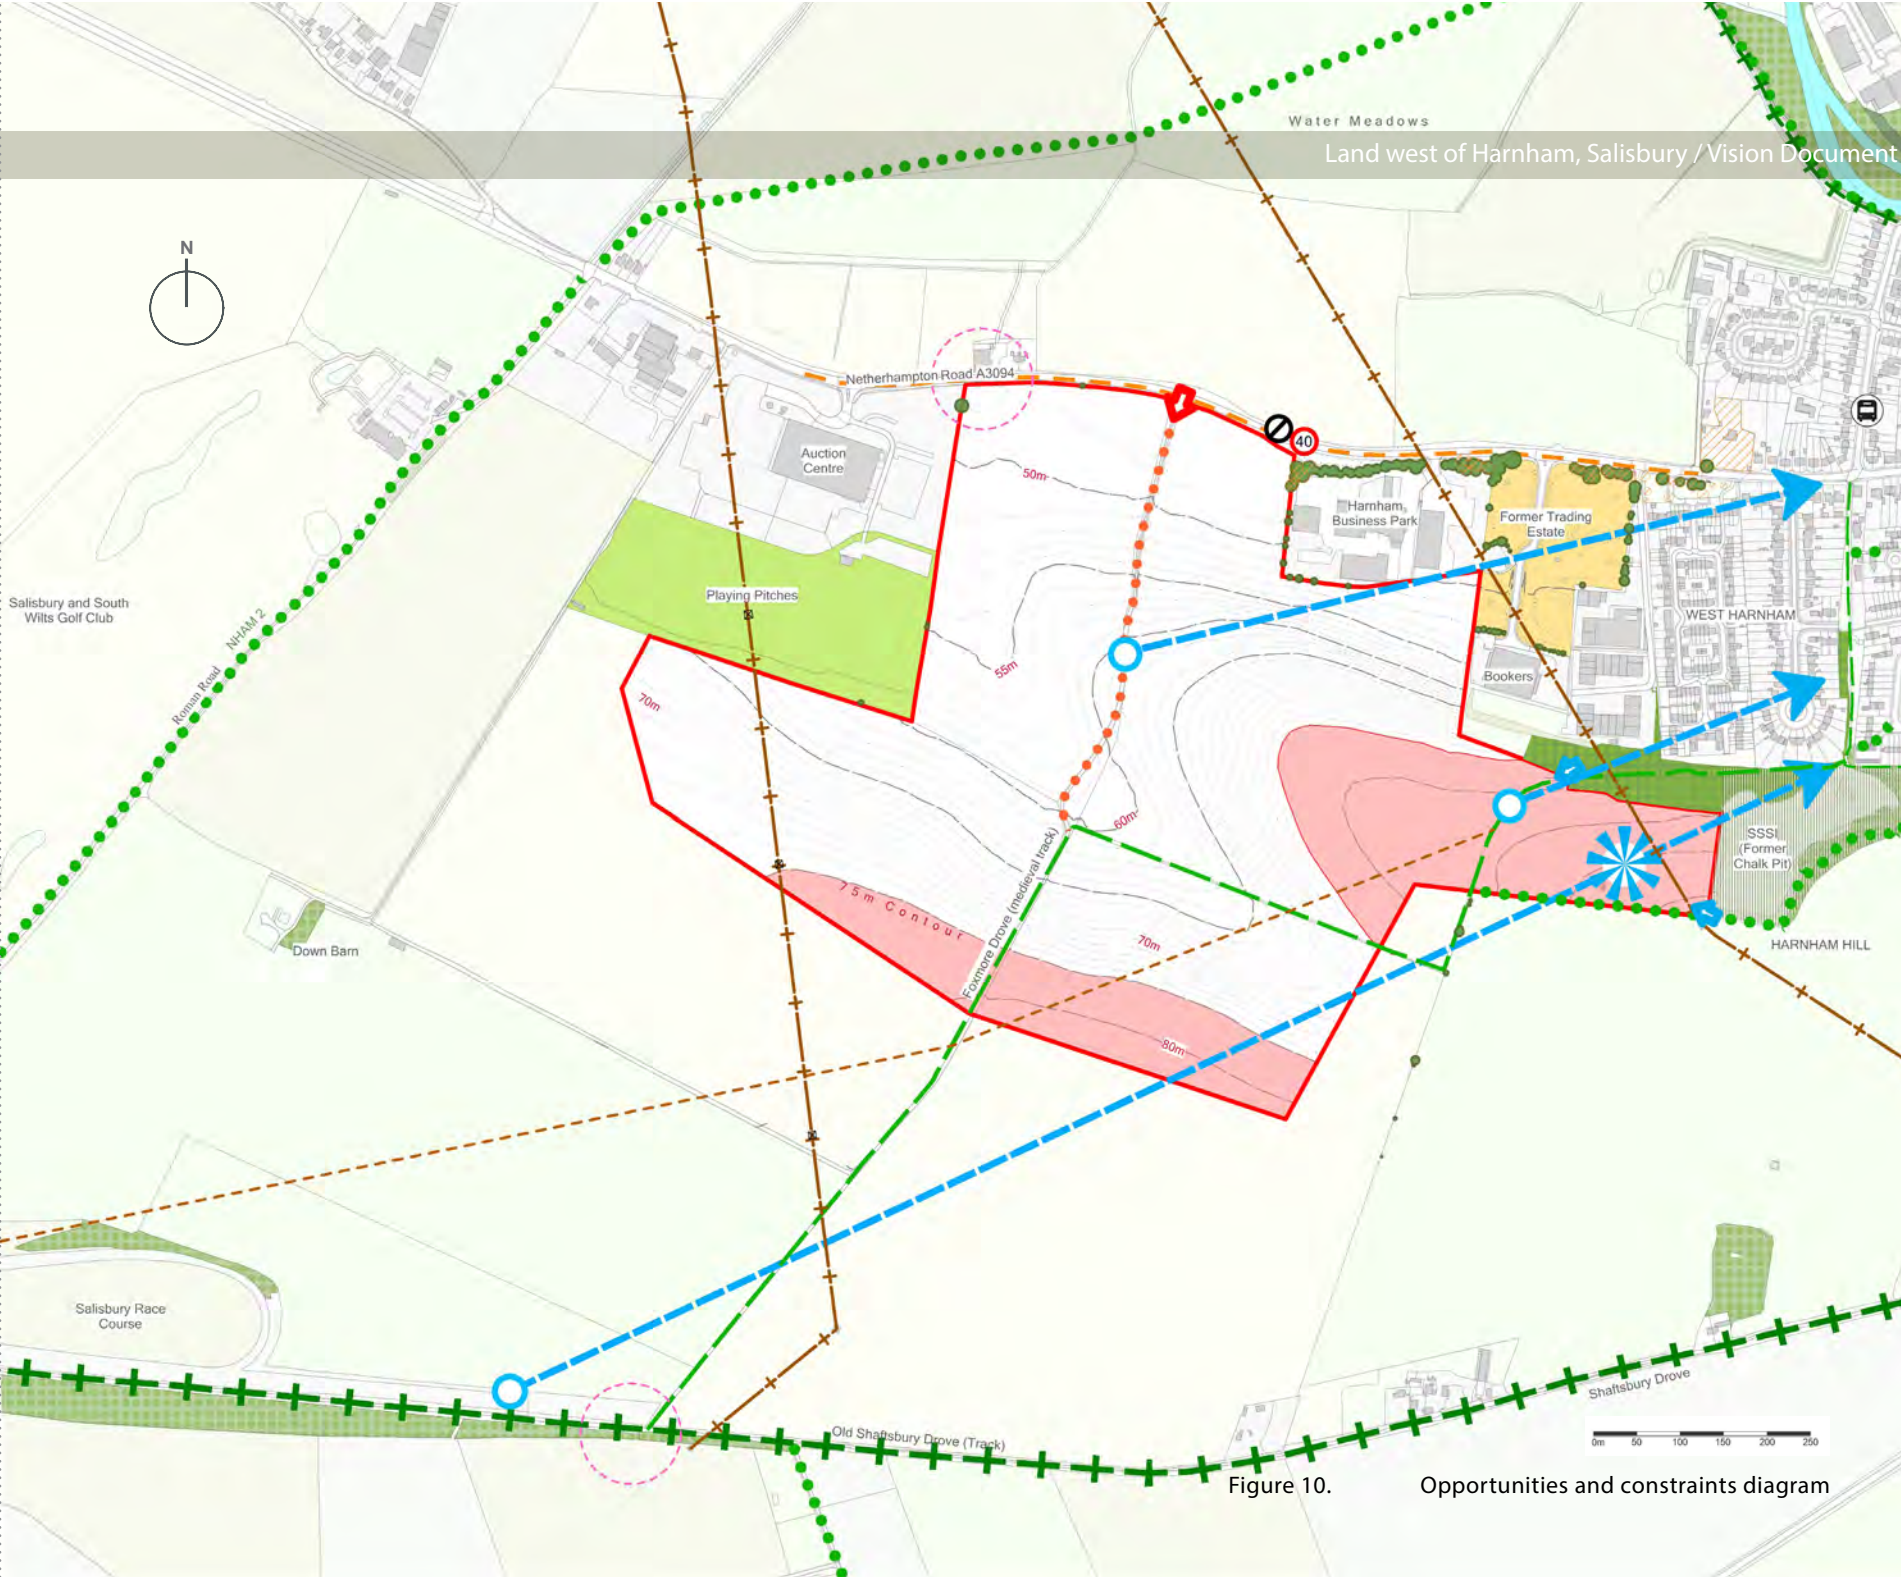 Water Meadows
Land west of Harnham, Salisbury / Vision Document
N
Netherhampton Road A3094
40
Auction
Centre
50m
Harnham
Business Park
Former Trading
Estate
Playing Pitches
Salisbury and South
Wilts Golf Club
NHAM 2
Roman Road
WEST HARNHAM
55m
Bookers
70m
60m
SSSI
(Former
Chalk Pit)
75m Contour
Foxmore Drove (medieval track)
70m
HARNHAM HILL
Down Barn
80m
Salisbury Race
Course
Shaftsbury Drove
Old Shaftsbury Drove (Track)
0m 50 100 150 200 250
Figure 10. Opportunities and constraints diagram